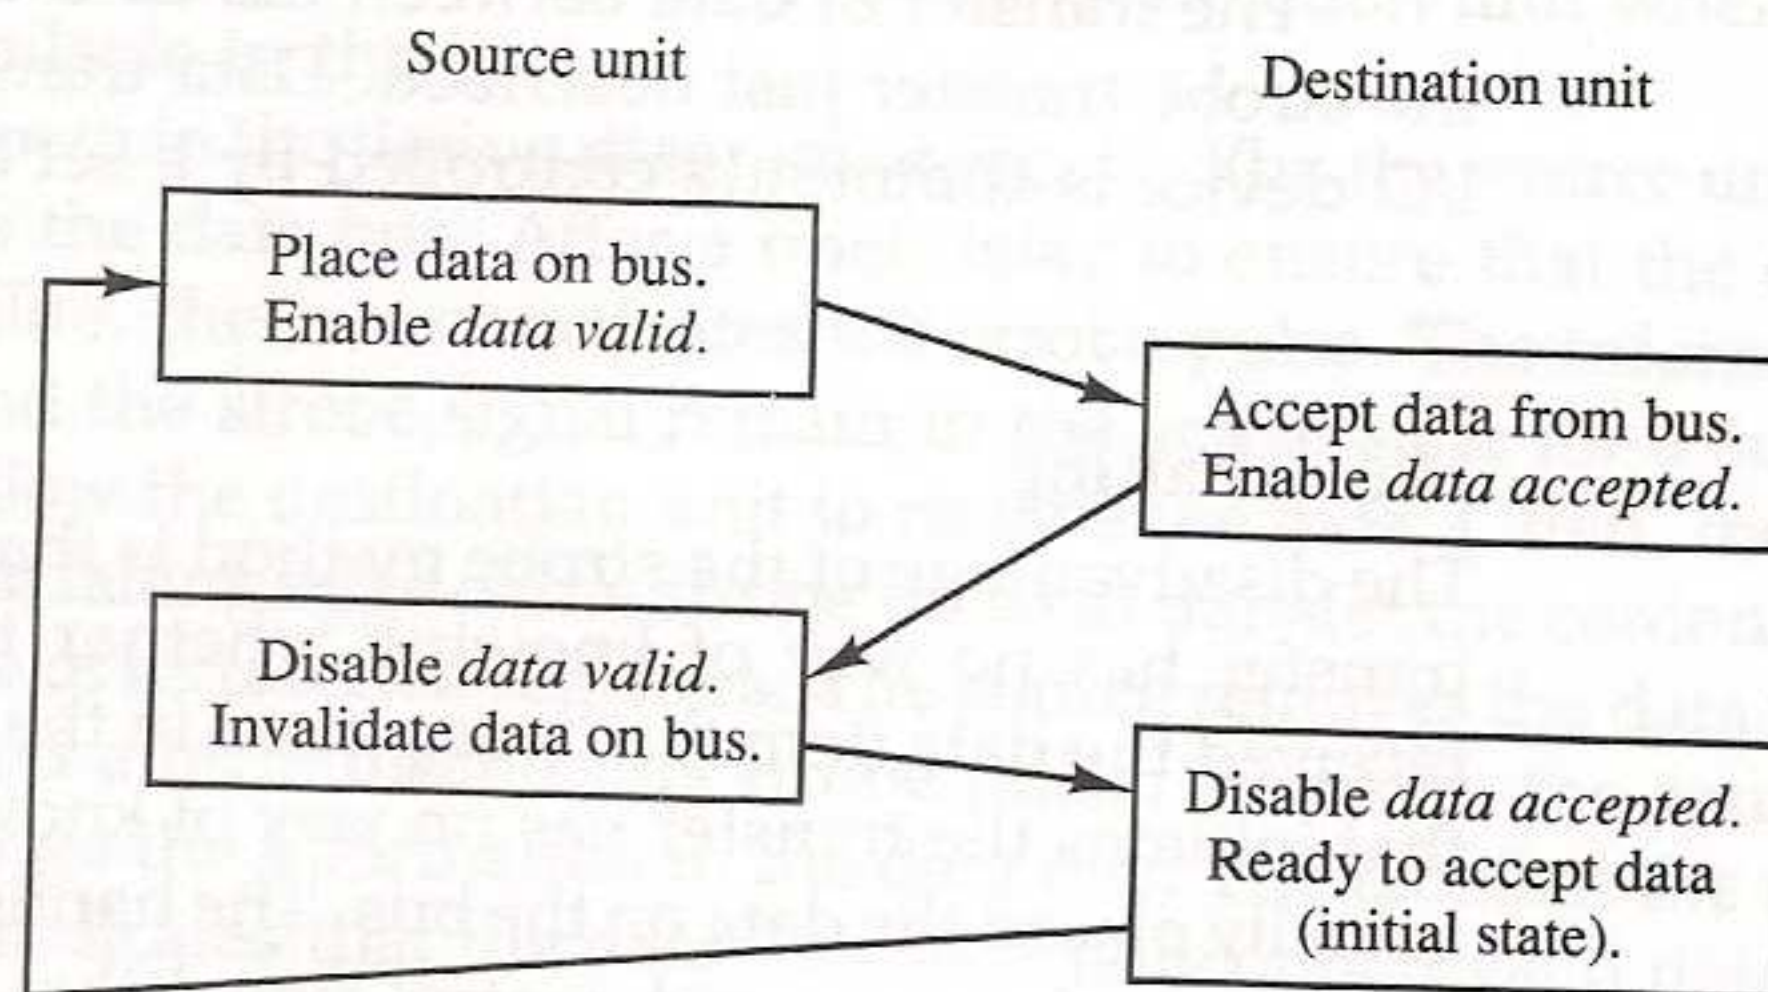 Source unit
Destination unit
Place data on bus.
Enable data valid.
Accept data from bus.
Enable data accepted.
Disable data valid.
Invalidate data on bus.
Disable data accepted.
Ready to accept data
(initial state).